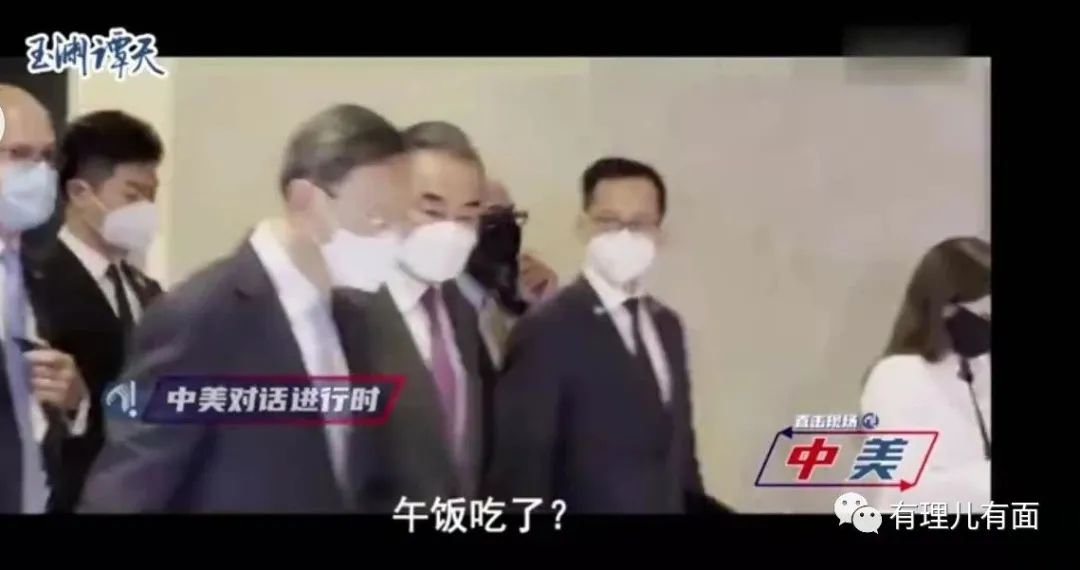 玉渊谭天
中美对话进行时
直击现场
中美
午饭吃了？
有理儿有面